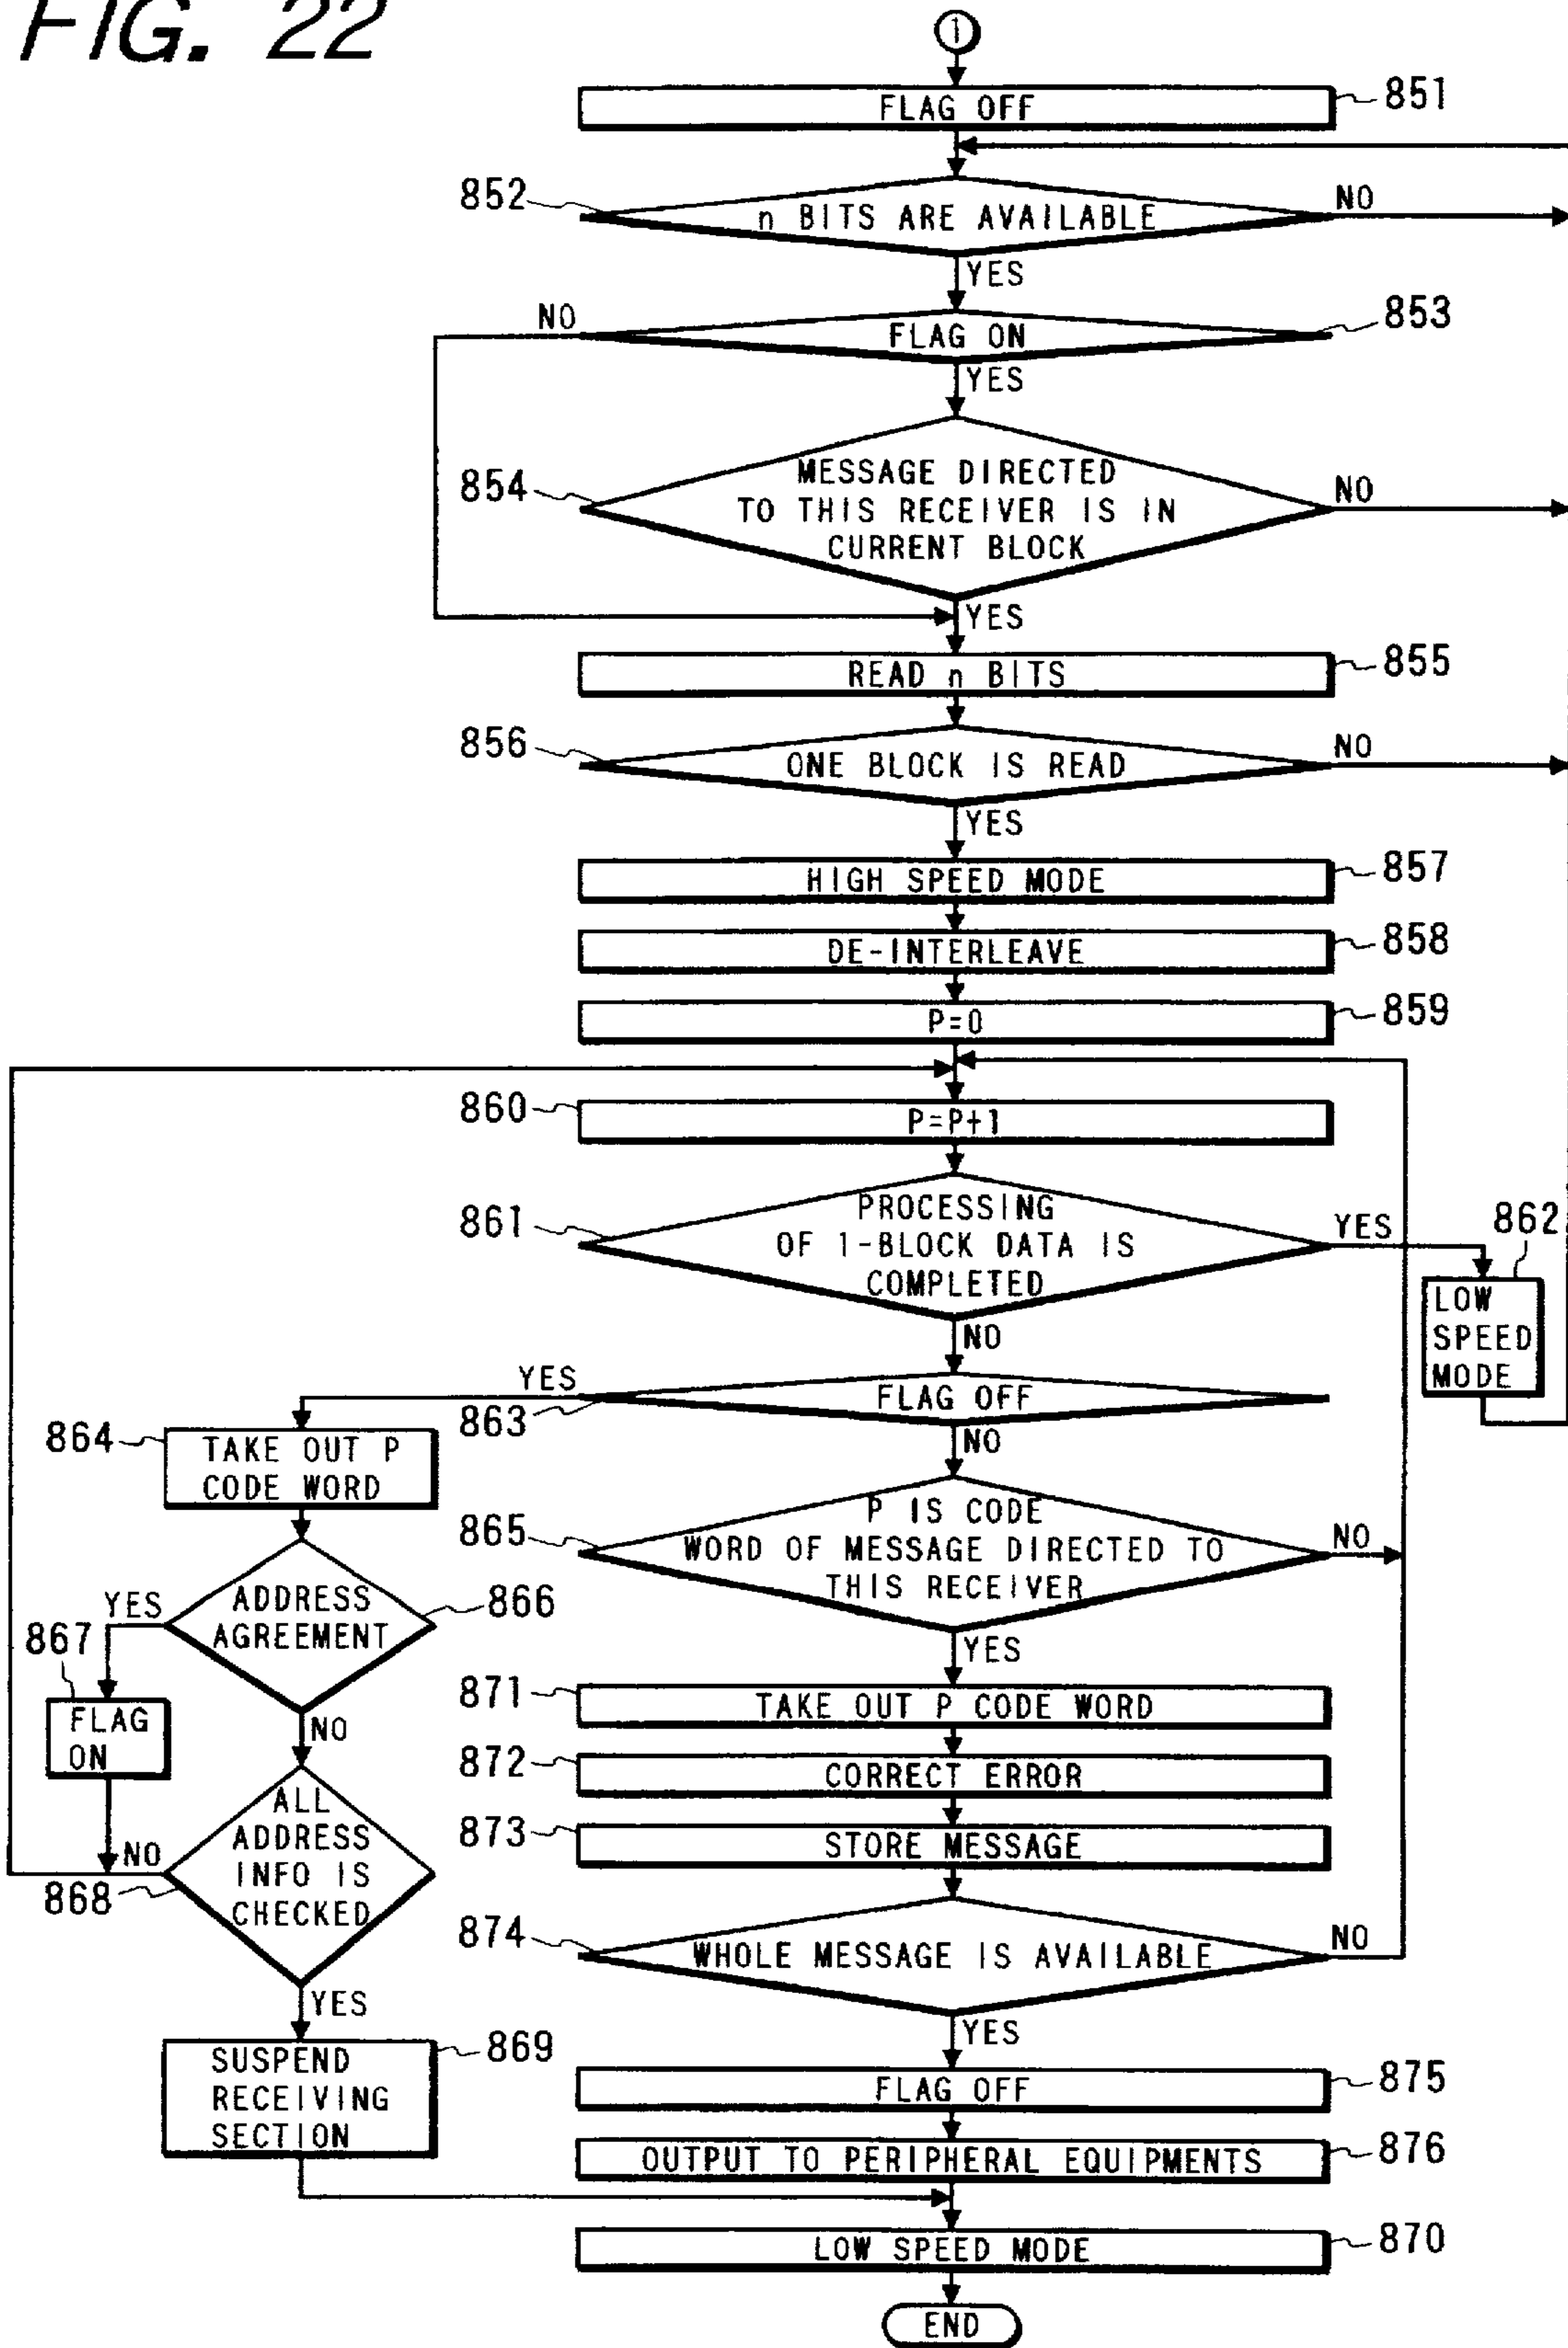 FIG. 22
1
FLAG OFF
851
852
n BITS ARE AVAILABLE
NO
YES
NO
FLAG ON
853
YES
854
MESSAGE DIRECTED
TO THIS RECEIVER IS IN
CURRENT BLOCK
NO
YES
READ n BITS
855
856
ONE BLOCK IS READ
NO
YES
HIGH SPEED MODE
857
DE-INTERLEAVE
858
P=0
859
860
P=P+1
861
PROCESSING
OF 1-BLOCK DATA IS
COMPLETED
YES
862
LOW
SPEED
MODE
NO
YES
863
FLAG OFF
NO
864
TAKE OUT P
CODE WORD
865
P IS CODE
WORD OF MESSAGE DIRECTED TO
THIS RECEIVER
NO
YES
YES
ADDRESS
AGREEMENT
866
867
FLAG
ON
NO
871
TAKE OUT P CODE WORD
872
CORRECT ERROR
873
STORE MESSAGE
NO
868
ALL
ADDRESS
INFO IS
CHECKED
YES
874
WHOLE MESSAGE IS AVAILABLE
NO
YES
SUSPEND
RECEIVING
SECTION
869
FLAG OFF
875
OUTPUT TO PERIPHERAL EQUIPMENTS
876
LOW SPEED MODE
870
END